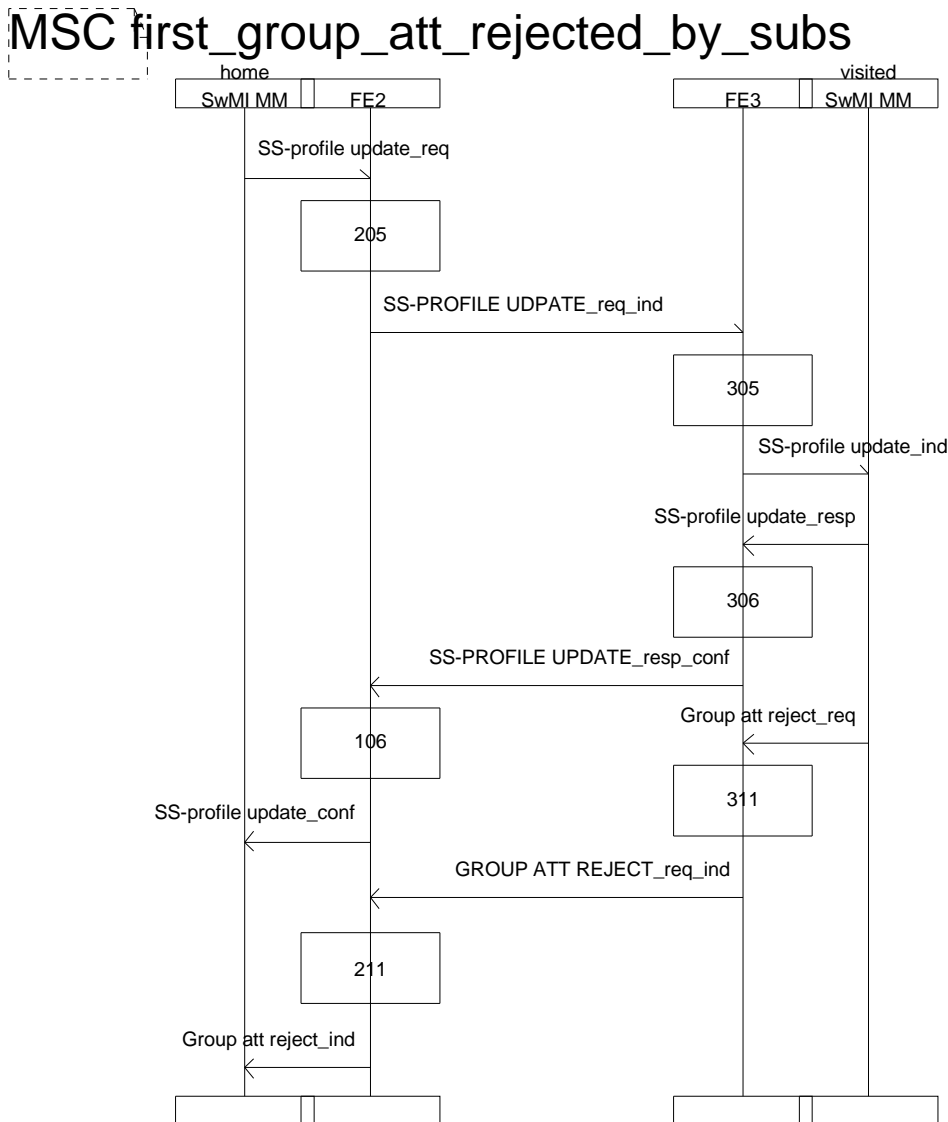 MSC first_group_att_rejected_by_subs
home
visited
SwMI MM
FE2
FE3
SwMI MM
SS-profile update_req
205
SS-PROFILE UDPATE_req_ind
305
SS-profile update_ind
SS-profile update_resp
306
SS-PROFILE UPDATE_resp_conf
Group att reject_req
106
311
SS-profile update_conf
GROUP ATT REJECT_req_ind
211
Group att reject_ind